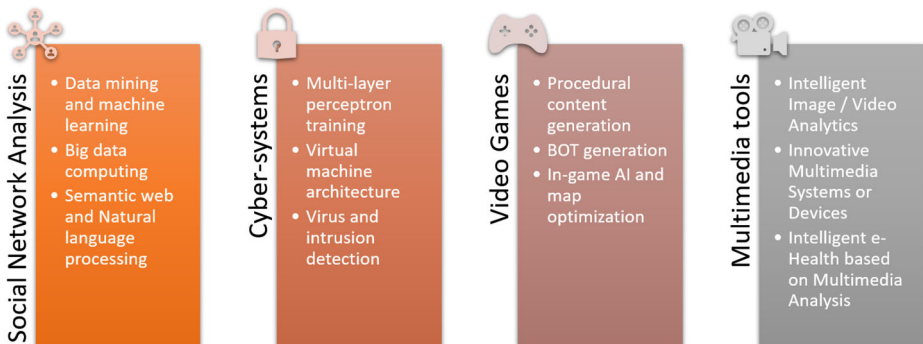 Social Network Analysis
• Data mining
and machine
learning
• Big data
computing
• Semantic web
and Natural
language
processing
Cyber-systems
• Multi-layer
perceptron
training
• Virtual
machine
architecture
• Virus and
intrusion
detection
Video Games
• Procedural
content
generation
• BOT generation
• In-game AI and
map
optimization
Multimedia tools
• Intelligent
Image / Video
Analytics
• Innovative
Multimedia
Systems or
Devices
• Intelligent e-
Health based
on Multimedia
Analysis